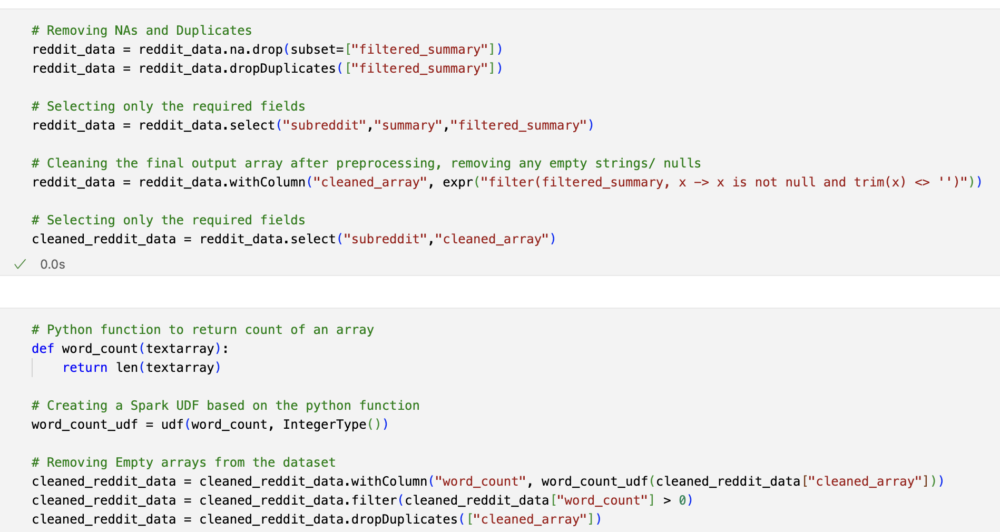 # Removing NAs and Duplicates
reddit_data = reddit_data.na.drop(subset=["filtered_summary"])
reddit_data = reddit_data.dropDuplicates(["filtered_summary"])
# Selecting only the required fields
reddit_data = reddit_data.select("subreddit","summary","filtered_summary")
# Cleaning the final output array after preprocessing, removing any empty strings/ nulls
reddit_data = reddit_data.withColumn("cleaned_array", expr("filter(filtered_summary, x -> x is not null and trim(x) <> '')"))
# Selecting only the required fields
cleaned_reddit_data = reddit_data.select("subreddit","cleaned_array")
✓ 0.0s
# Python function to return count of an array
def word_count(textarray):
    return len(textarray)
# Creating a Spark UDF based on the python function
word_count_udf = udf(word_count, IntegerType())
# Removing Empty arrays from the dataset
cleaned_reddit_data = cleaned_reddit_data.withColumn("word_count", word_count_udf(cleaned_reddit_data["cleaned_array"]))
cleaned_reddit_data = cleaned_reddit_data.filter(cleaned_reddit_data["word_count"] > 0)
cleaned_reddit_data = cleaned_reddit_data.dropDuplicates(["cleaned_array"])